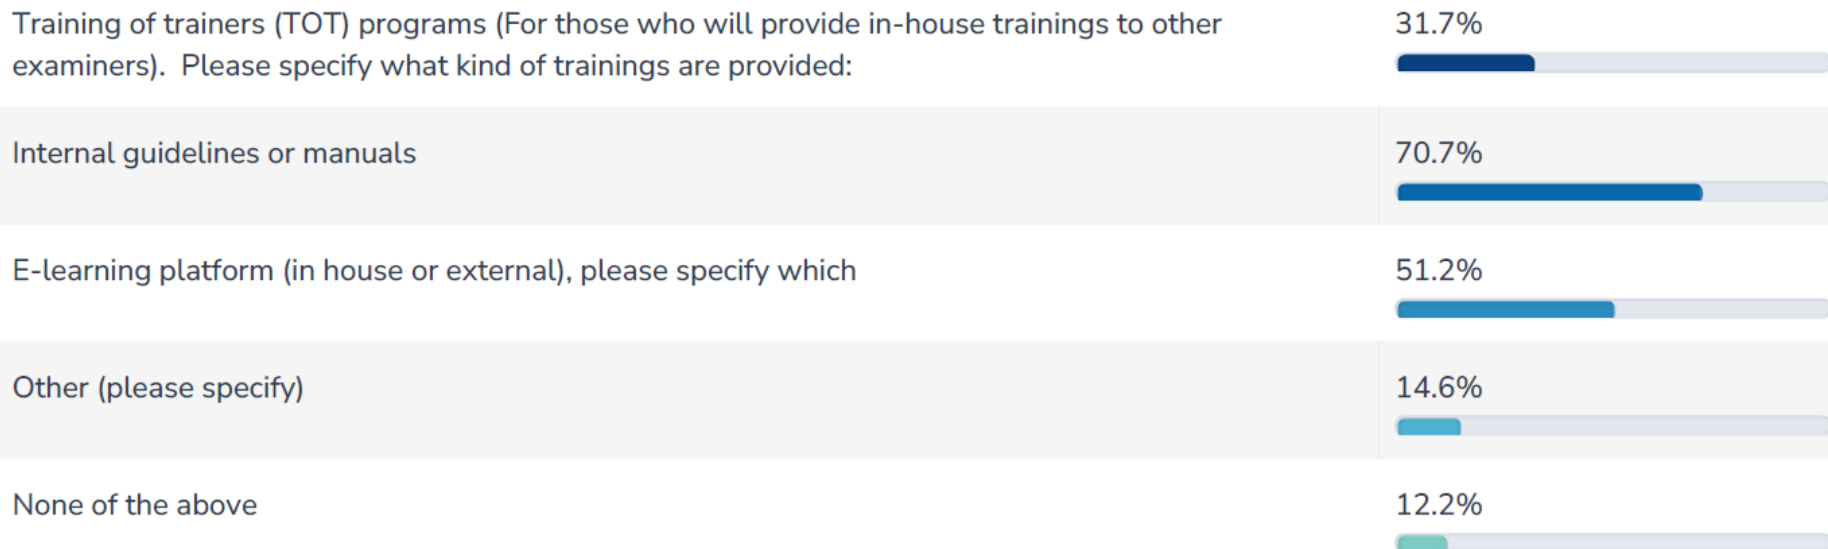 Training of trainers (TOT) programs (For those who will provide in-house trainings to other
examiners).  Please specify what kind of trainings are provided:
31.7%
Internal guidelines or manuals
70.7%
E-learning platform (in house or external), please specify which
51.2%
Other (please specify)
14.6%
None of the above
12.2%